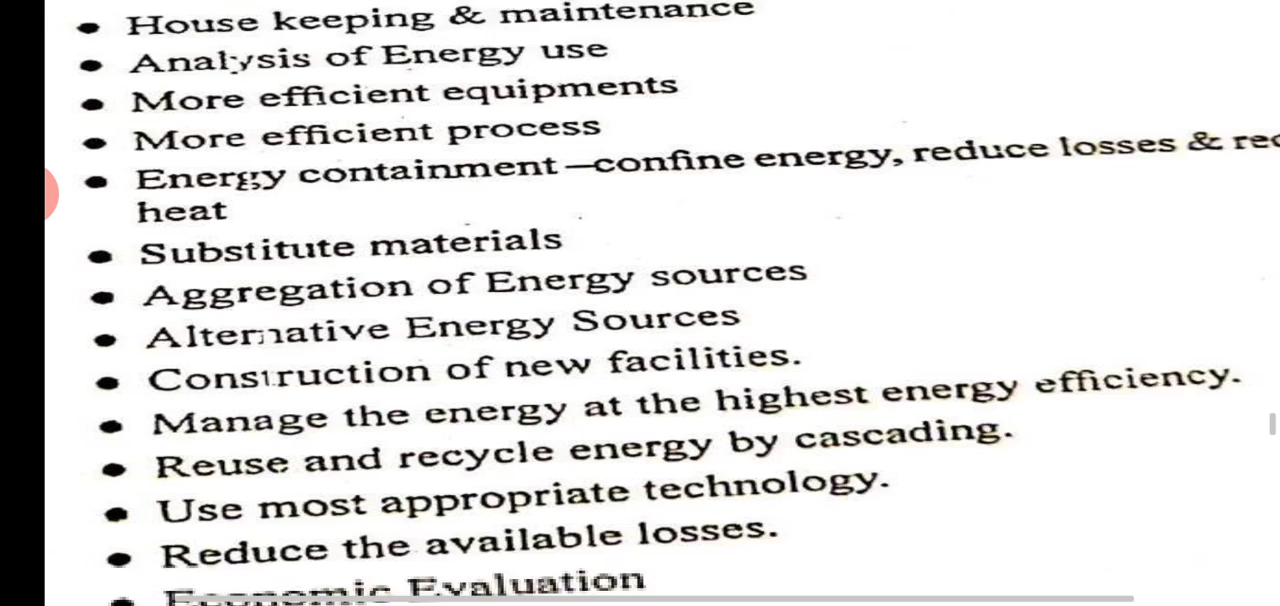 • House keeping & maintenance
• Analysis of Energy use
• More efficient equipments
• More efficient process
• Energy containment –confine energy, reduce losses &
heat
• Substitute materials
• Aggregation of Energy sources
• Alternative Energy Sources
• Construction of new facilities.
• Manage the energy at the highest energy efficiency.
• Reuse and recycle energy by cascading.
• Use most appropriate technology.
• Reduce the available losses.
• Economic Evaluation